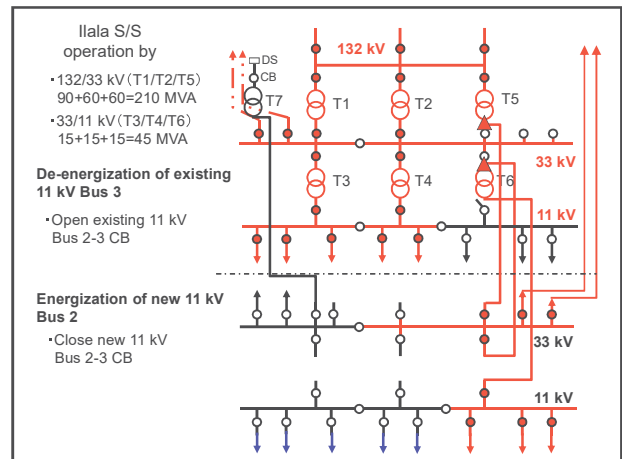 Ilala S/S
operation by
・132/33 kV(T1/T2/T5)
90+60+60=210 MVA
・33/11 kV(T3/T4/T6)
15+15+15=45 MVA
De-energization of existing
11 kV Bus 3
・Open existing 11 kV
Bus 2-3 CB
Energization of new 11 kV
Bus 2
・Close new 11 kV
Bus 2-3 CB
132 kV
DS
CB
T7
T1
T2
T5
33 kV
T3
T4
T6
11 kV
33 kV
11 kV